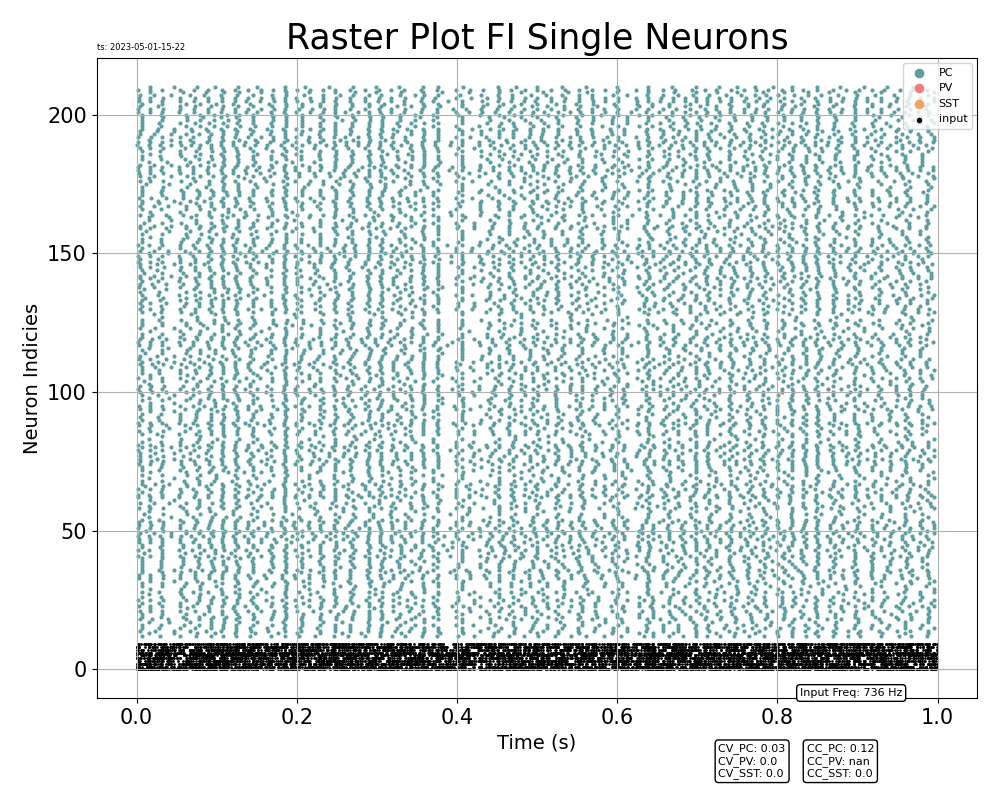 Raster Plot FI Single Neurons
ts: 2023-05-01-15-22
PC
PV
SST
input
200
150
100
50
0
Neuron Indicies
0.0 0.2 0.4 0.6 0.8 1.0
Time (s)
Input Freq: 736 Hz
CV_PC: 0.03
CV_PV: 0.0
CV_SST: 0.0
CC_PC: 0.12
CC_PV: nan
CC_SST: 0.0